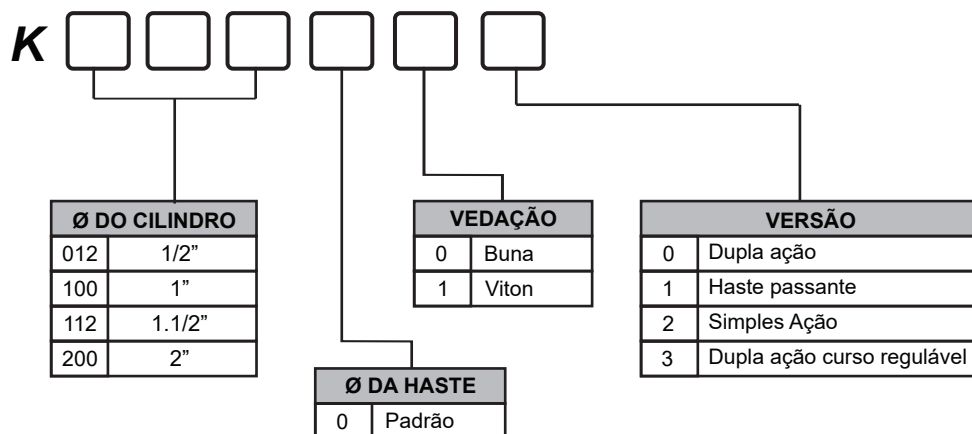 K
Ø DO CILINDRO
012 1/2”
100 1”
112 1.1/2”
200 2”
Ø DA HASTE
0 Padrão
VEDAÇÃO
0 Buna
1 Viton
VERSÃO
0 Dupla ação
1 Haste passante
2 Simples Ação
3 Dupla ação curso regulável